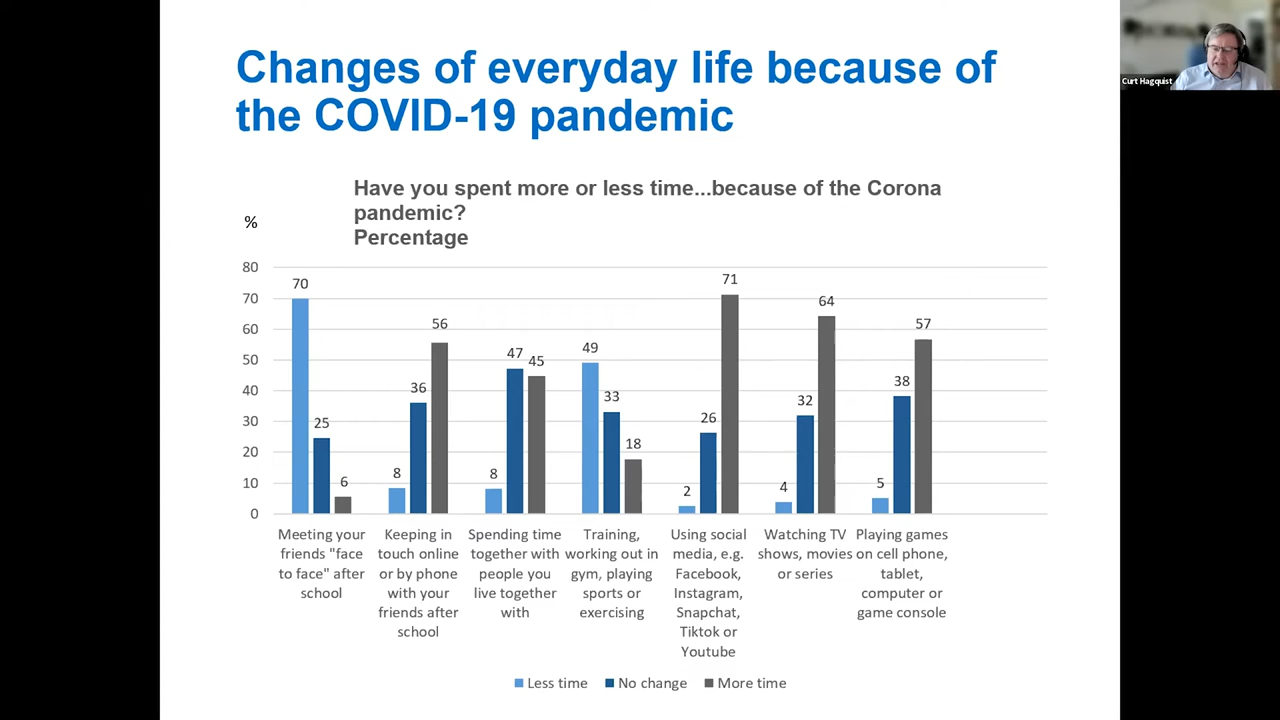 Changes of everyday life because of
the COVID-19 pandemic
Curt Hagquist
Have you spent more or less time...because of the Corona
pandemic?
Percentage
%
80
70
60
50
40
30
20
10
0
70
25
6
8
36
56
8
47
45
49
33
18
2
26
71
4
32
64
5
38
57
Meeting your
friends "face
to face" after
school
Keeping in
touch online
or by phone
with your
friends after
school
Spending time
together with
people you
live together
with
Training,
working out in
gym, playing
sports or
exercising
Using social
media, e.g.
Facebook,
Instagram,
Snapchat,
Tiktok or
Youtube
Watching TV
shows, movies
or series
Playing games
on cell phone,
tablet,
computer or
game console
Less time
No change
More time